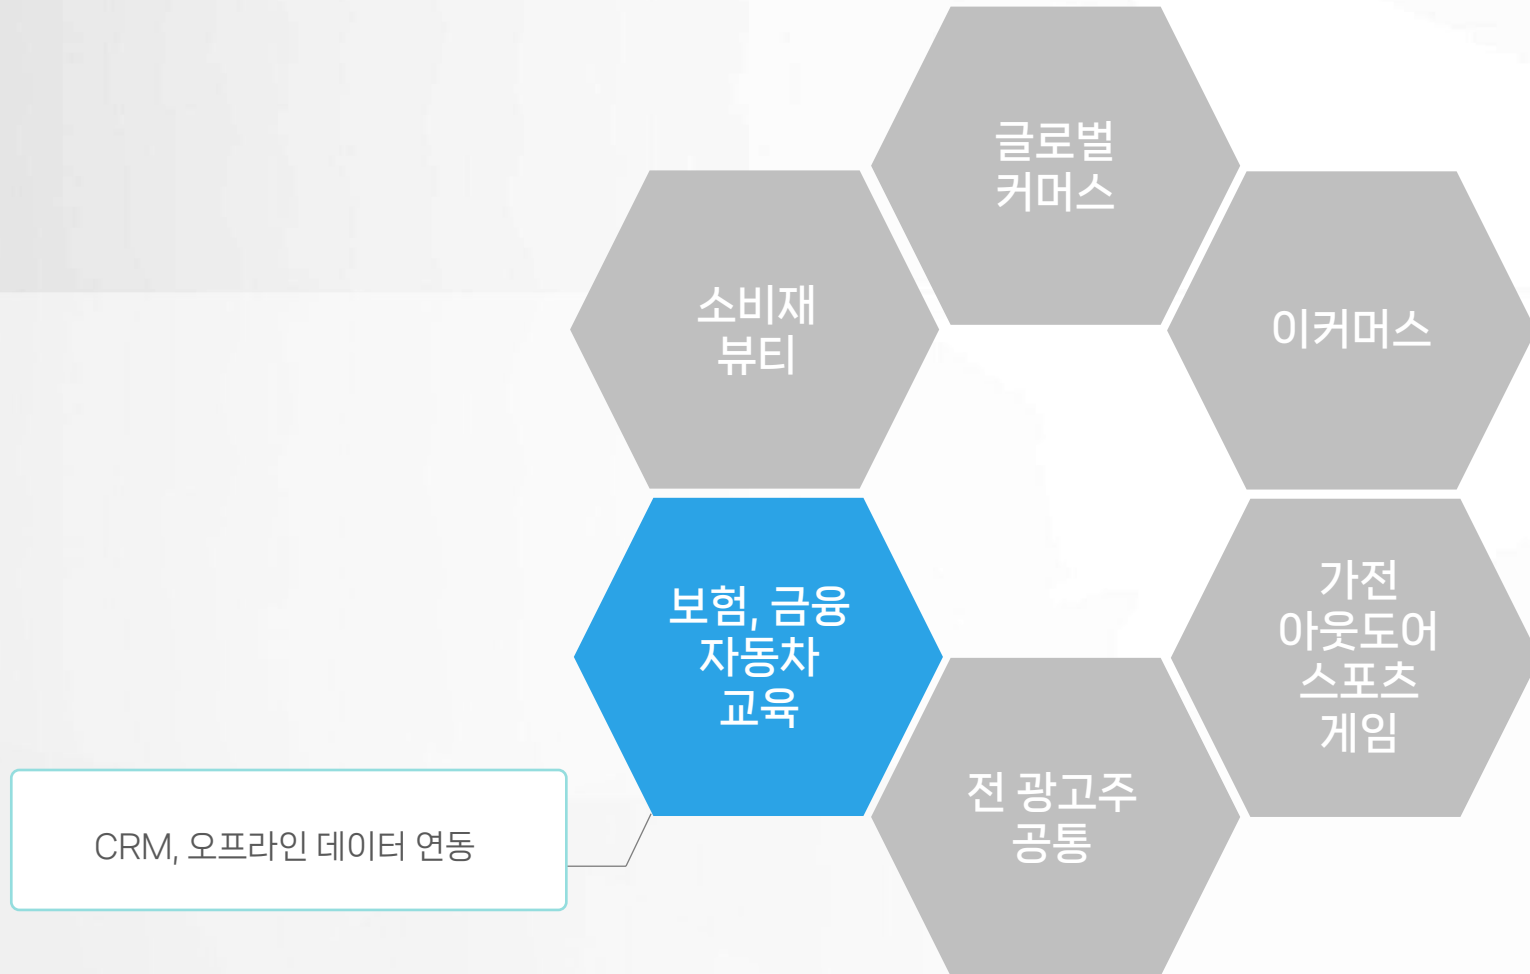 글로벌
커머스
소비재
뷰티
이커머스
보험, 금융
자동차
교육
가전
아웃도어
스포츠
게임
전 광고주
공통
CRM, 오프라인 데이터 연동